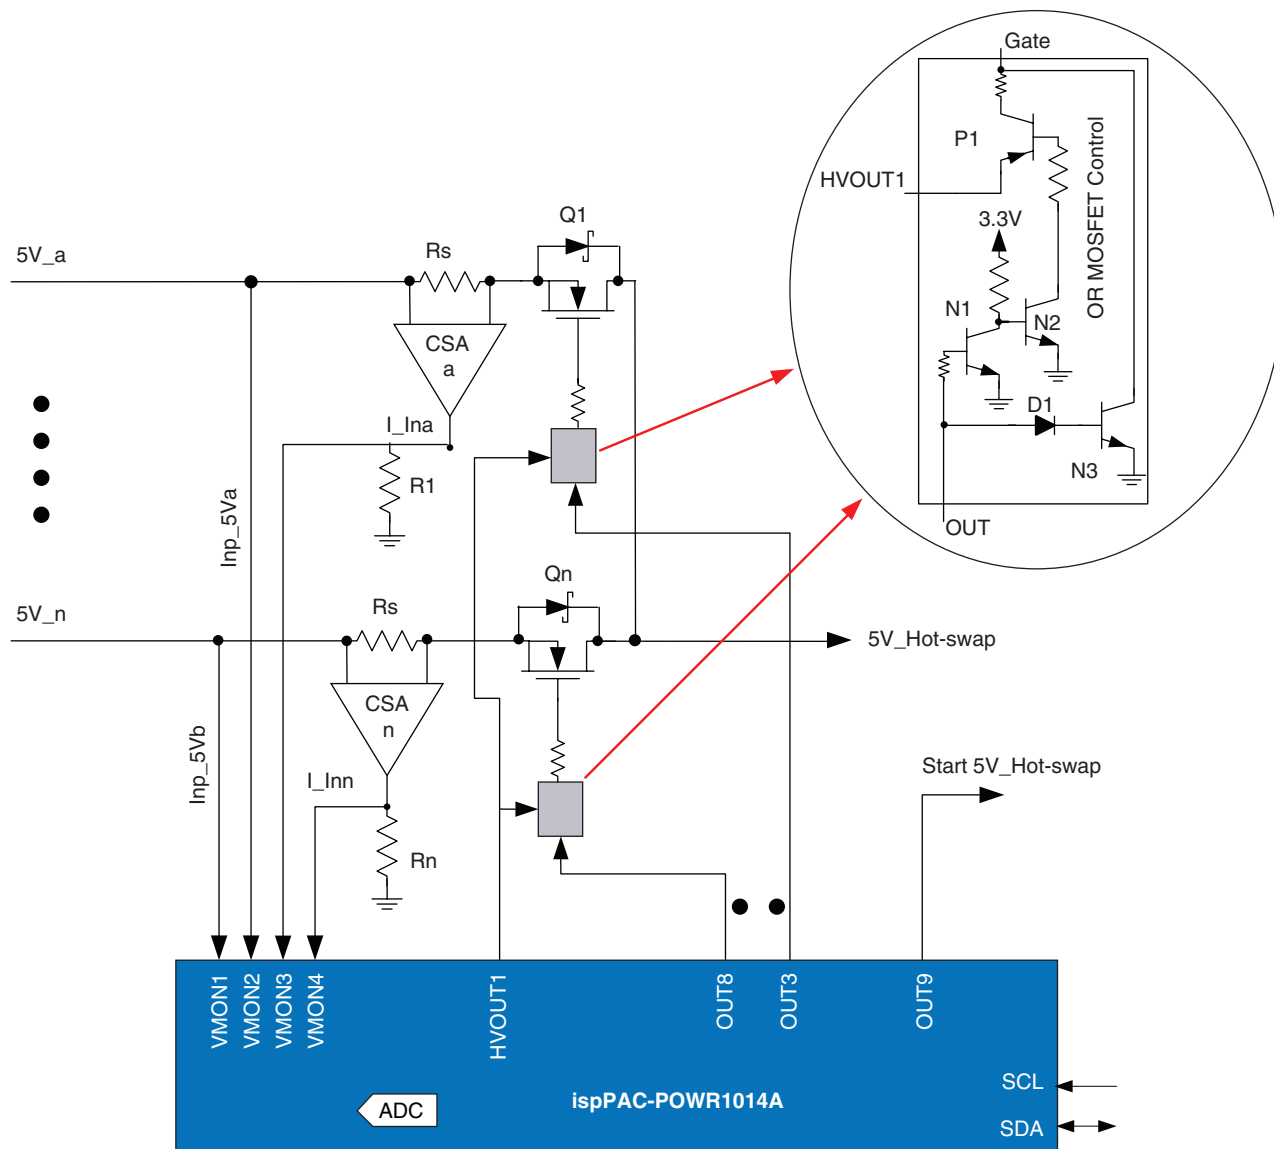 Gate
P1
HVOUT1
OR MOSFET Control
3.3V
N1
N2
D1
N3
OUT
Q1
5V_a
Rs
CSA
a
I_Ina
R1
Inp_5Va
Qn
5V_n
Rs
5V_Hot-swap
CSA
n
Inp_5Vb
I_Inn
Rn
Start 5V_Hot-swap
VMON1
VMON2
VMON3
VMON4
HVOUT1
OUT8
OUT3
OUT9
SCL
ADC
ispPAC-POWR1014A
SDA